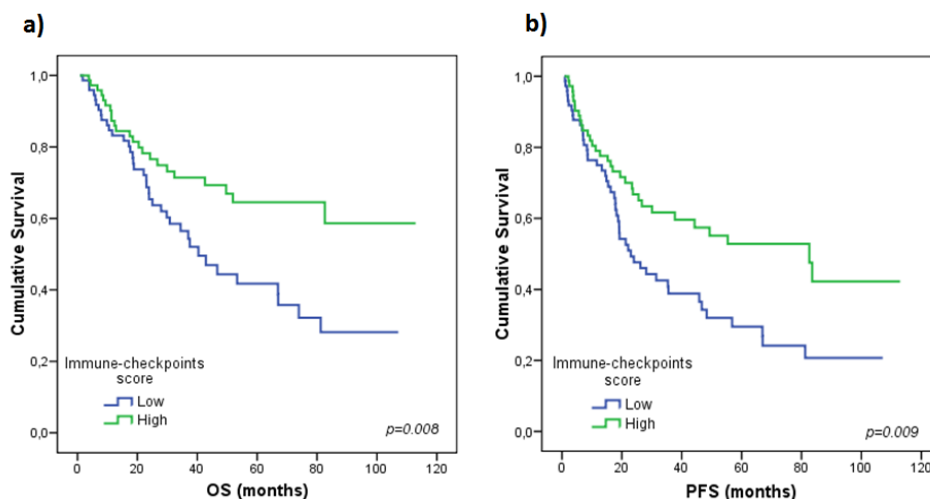 a)
Cumulative Survival
1,0
0,8
0,6
0,4
0,2
0,0
Immune-checkpoints
score
Low
High
p=0.008
0 20 40 60 80 100 120
OS (months)
b)
Cumulative Survival
1,0
0,8
0,6
0,4
0,2
0,0
Immune-checkpoints
score
Low
High
p=0.009
0 20 40 60 80 100 120
PFS (months)